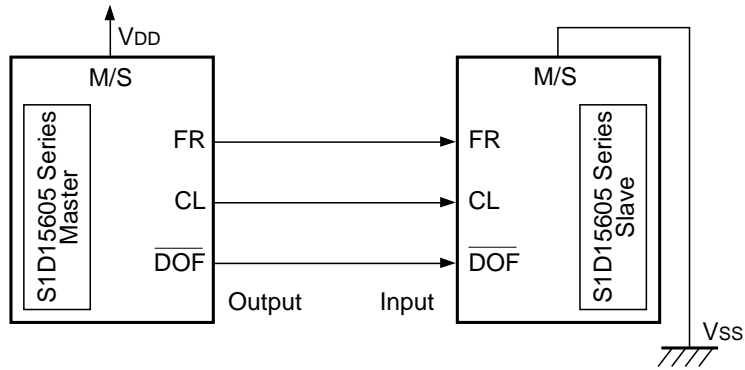 VDD
M/S
S1D15605 Series
Master
FR
CL
DOF
Output
M/S
FR
CL
DOF
Input
S1D15605 Series
Slave
VSS